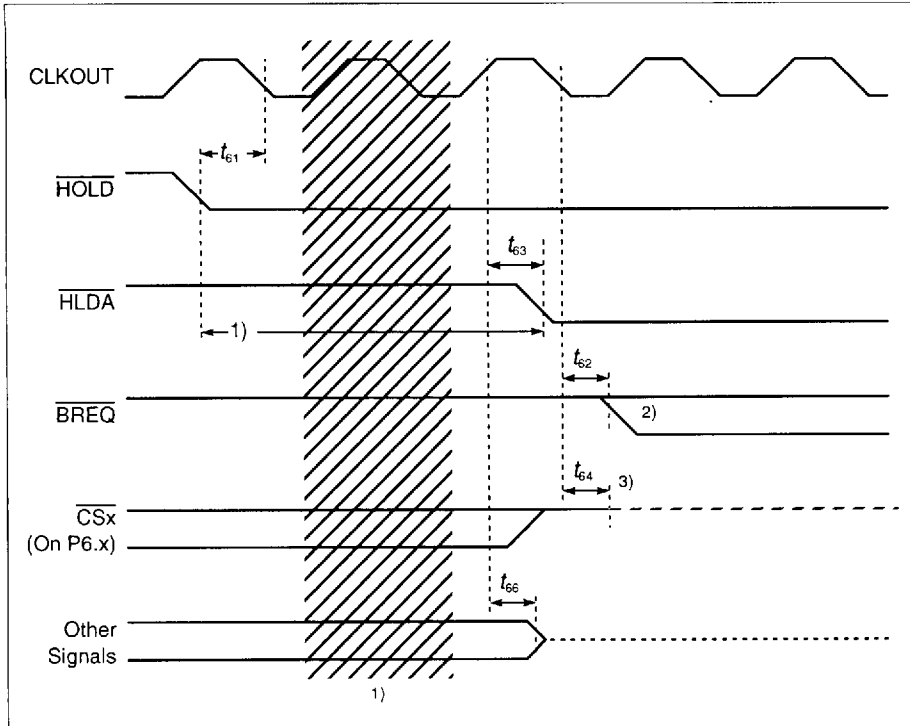 CLKOUT
t61
HOLD
t63
HLDA
1)
t62
BREQ
2)
t64
3)
CSx
(On P6.x)
t66
Other
Signals
1)